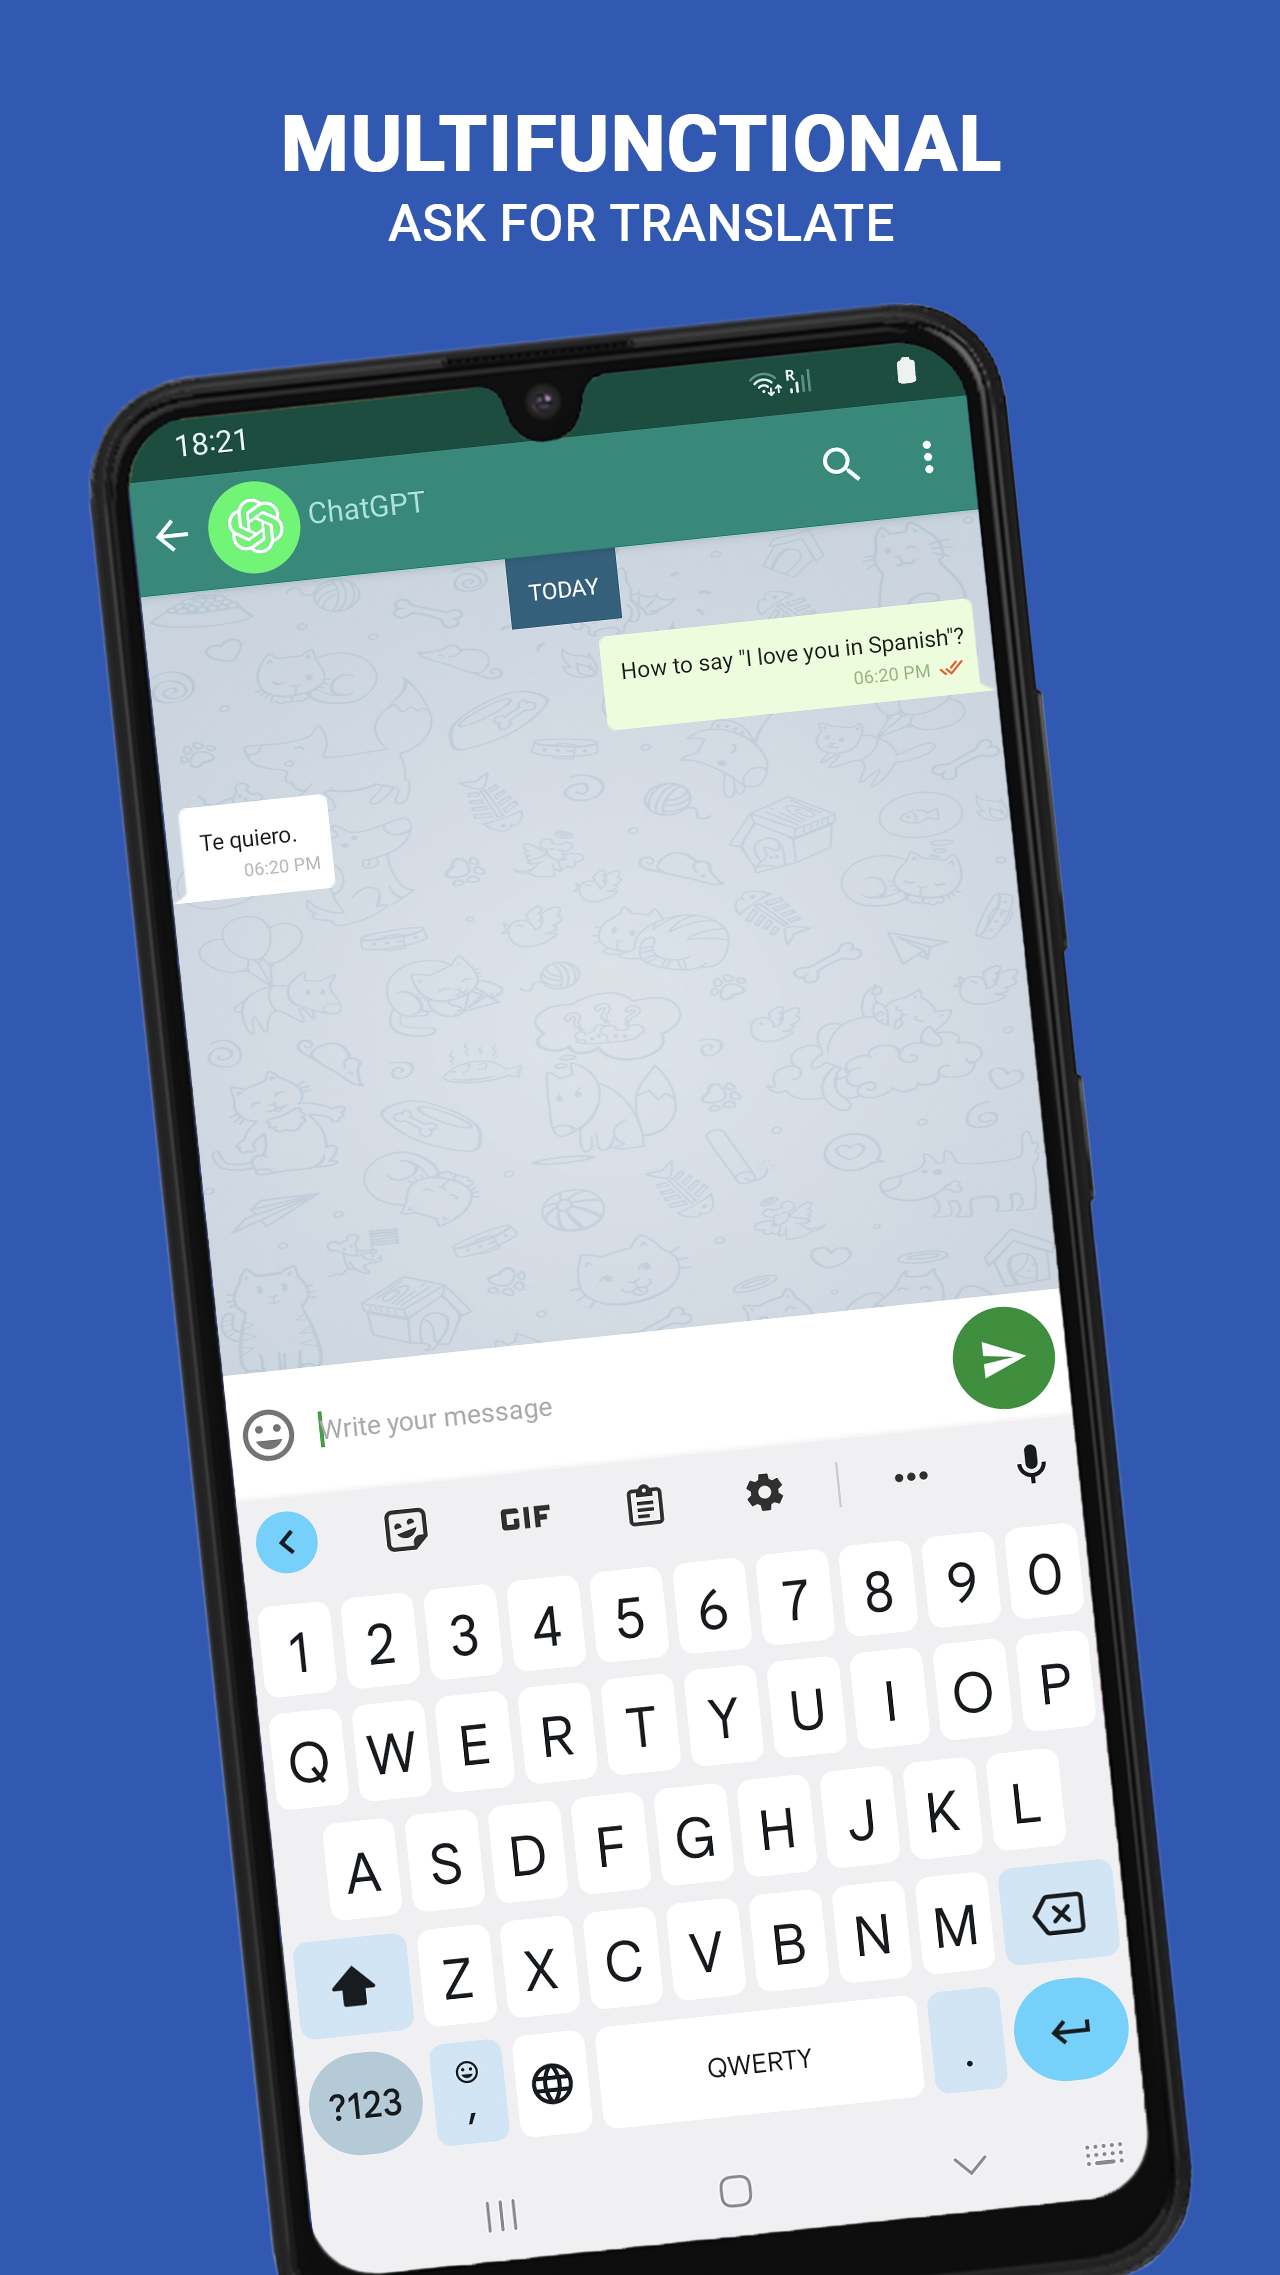 MULTIFUNCTIONAL
ASK FOR TRANSLATE
18:21
R
ChatGPT
TODAY
How to say "I love you in Spanish"?
06:20 PM
Te quiero.
06:20 PM
Write your message
GIF
1 2 3 4 5 6 7 8 9 0
Q W E R T Y U I O P
A S D F G H J K L
Z X C V B N M
?123 , QWERTY .